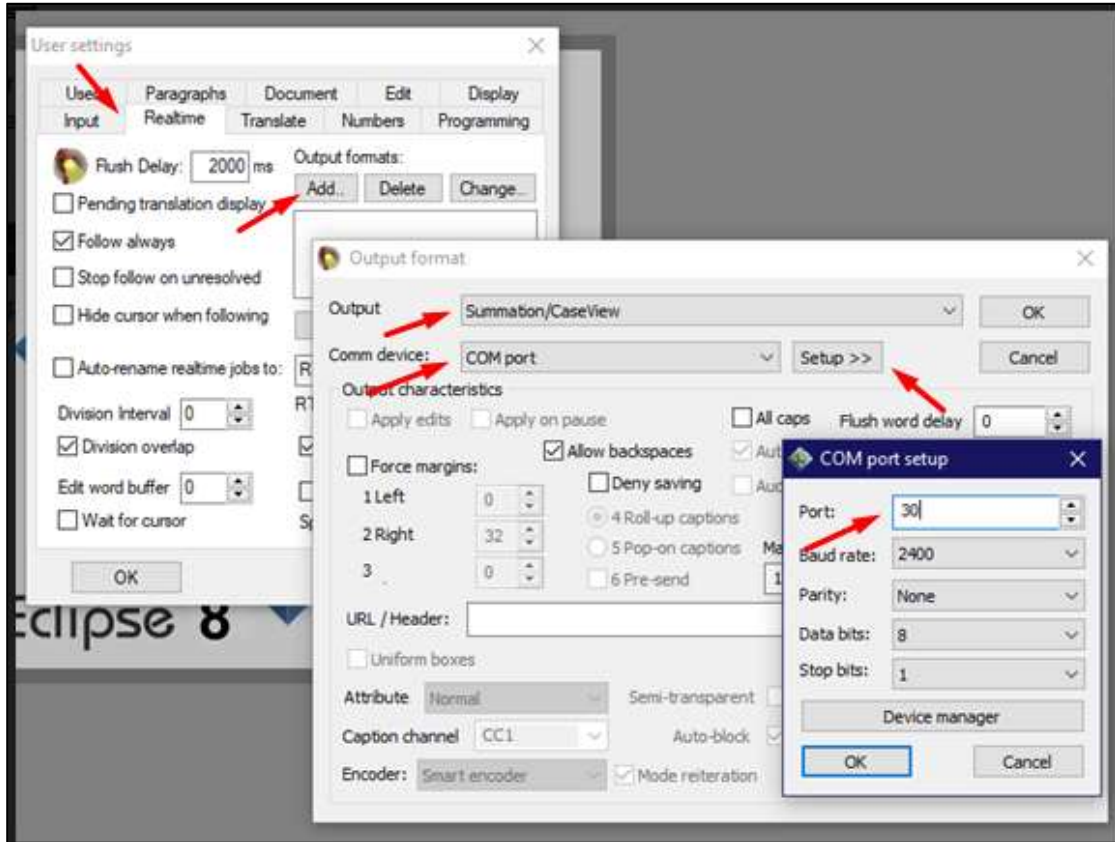 User settings
User Paragraphs Document Edit Display
Input Realtime Translate Numbers Programming
Flush Delay: 2000 ms
Output formats:
Add.. Delete Change...
Pending translation display
Follow always
Stop follow on unresolved
Hide cursor when following
Auto-rename realtime jobs to: R
Division Interval 0
RT
Division overlap
Edit word buffer 0
Wait for cursor
Sp
OK
Eclipse 8
Output format
Output Summation/CaseView OK
Comm device: COM port Setup >> Cancel
Output characteristics
Apply edits Apply on pause All caps Flush word delay 0
Allow backspaces Aut
Force margins: Deny saving Aud
1 Left 0 4 Roll-up captions
2 Right 32 5 Pop-on captions Ma
3 0 6 Pre-send 1
URL / Header:
Uniform boxes
Attribute Normal Semi-transparent
Caption channel CC1 Auto-block
Encoder: Smart encoder Mode reiteration
COM port setup
Port: 30
Baud rate: 2400
Parity: None
Data bits: 8
Stop bits: 1
Device manager
OK Cancel